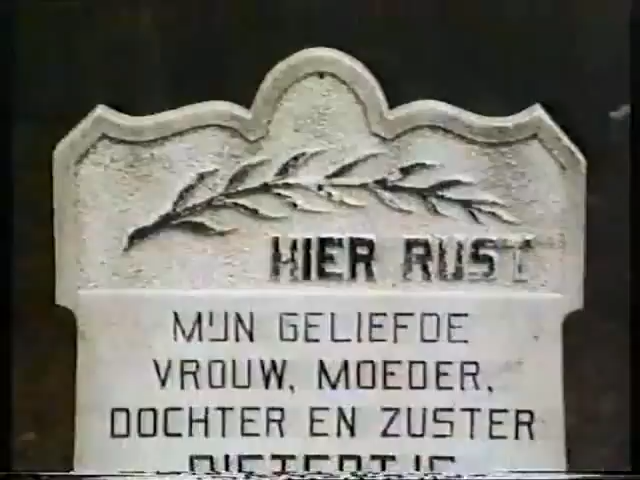 HIER RUST
MIJN GELIEFDE
VROUW, MOEDER,
DOCHTER EN ZUSTER